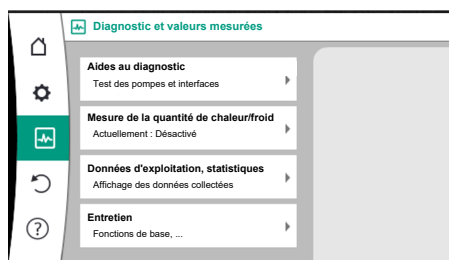 Diagnostic et valeurs mesurées
Aides au diagnostic
Test des pompes et interfaces
Mesure de la quantité de chaleur/froid
Actuellement : Désactivé
Données d'exploitation, statistiques
Affichage des données collectées
Entretien
Fonctions de base, ...
?